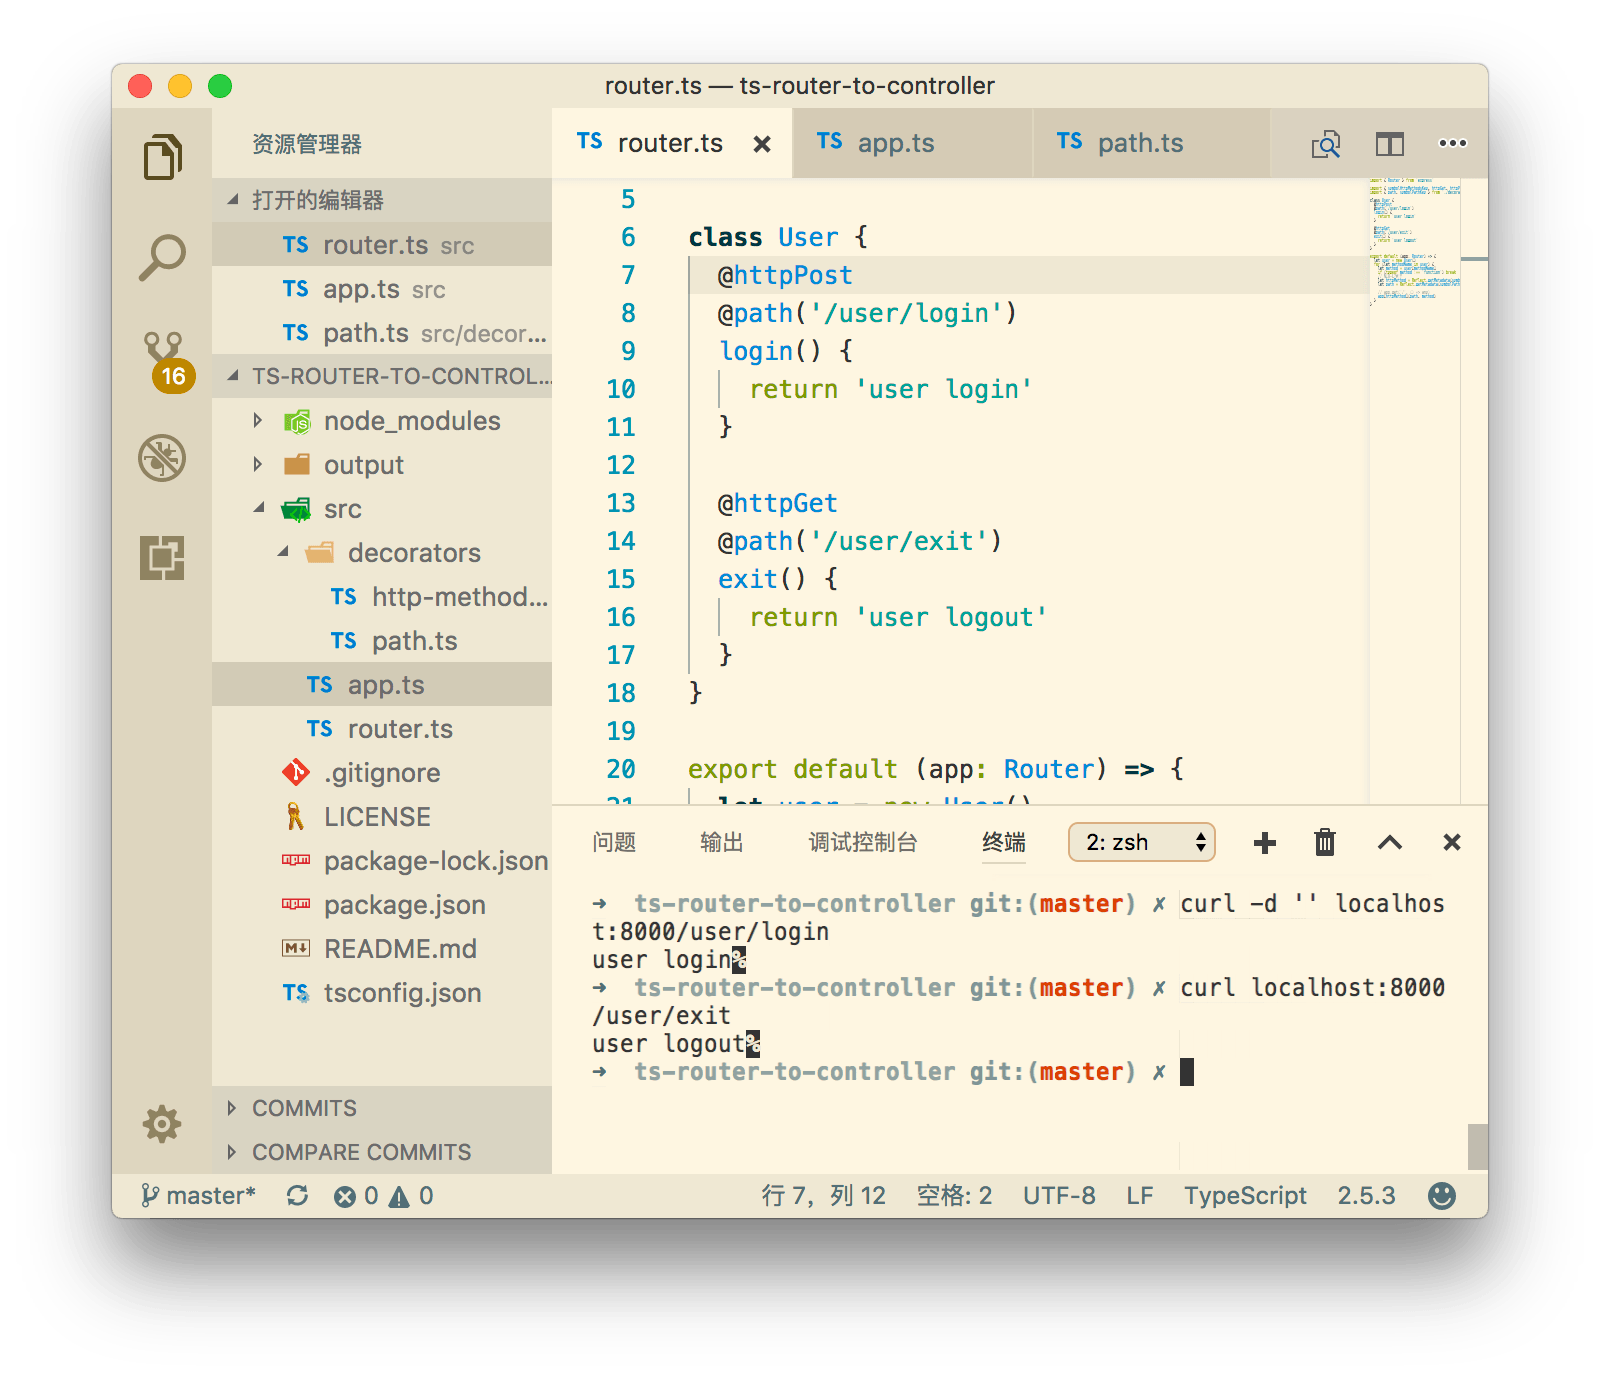 router.ts — ts-router-to-controller
资源管理器
打开的编辑器
TS router.ts src
TS app.ts src
TS path.ts src/decor...
TS-ROUTER-TO-CONTROL...
node_modules
output
src
decorators
TS http-method...
TS path.ts
TS app.ts
TS router.ts
.gitignore
LICENSE
package-lock.json
package.json
README.md
TS tsconfig.json
COMMITS
COMPARE COMMITS
16
TS router.ts × TS app.ts TS path.ts
5
6 class User {
7 @httpPost
8 @path('/user/login')
9 login() {
10 return 'user login'
11 }
12
13 @httpGet
14 @path('/user/exit')
15 exit() {
16 return 'user logout'
17 }
18 }
19
20 export default (app: Router) => {
21 let user = new User()
问题 输出 调试控制台 终端 2: zsh
➜ ts-router-to-controller git:(master) ✗ curl -d '' localhos
t:8000/user/login
user login%
➜ ts-router-to-controller git:(master) ✗ curl localhost:8000
/user/exit
user logout%
➜ ts-router-to-controller git:(master) ✗
master* 0 0 行 7，列 12 空格: 2 UTF-8 LF TypeScript 2.5.3